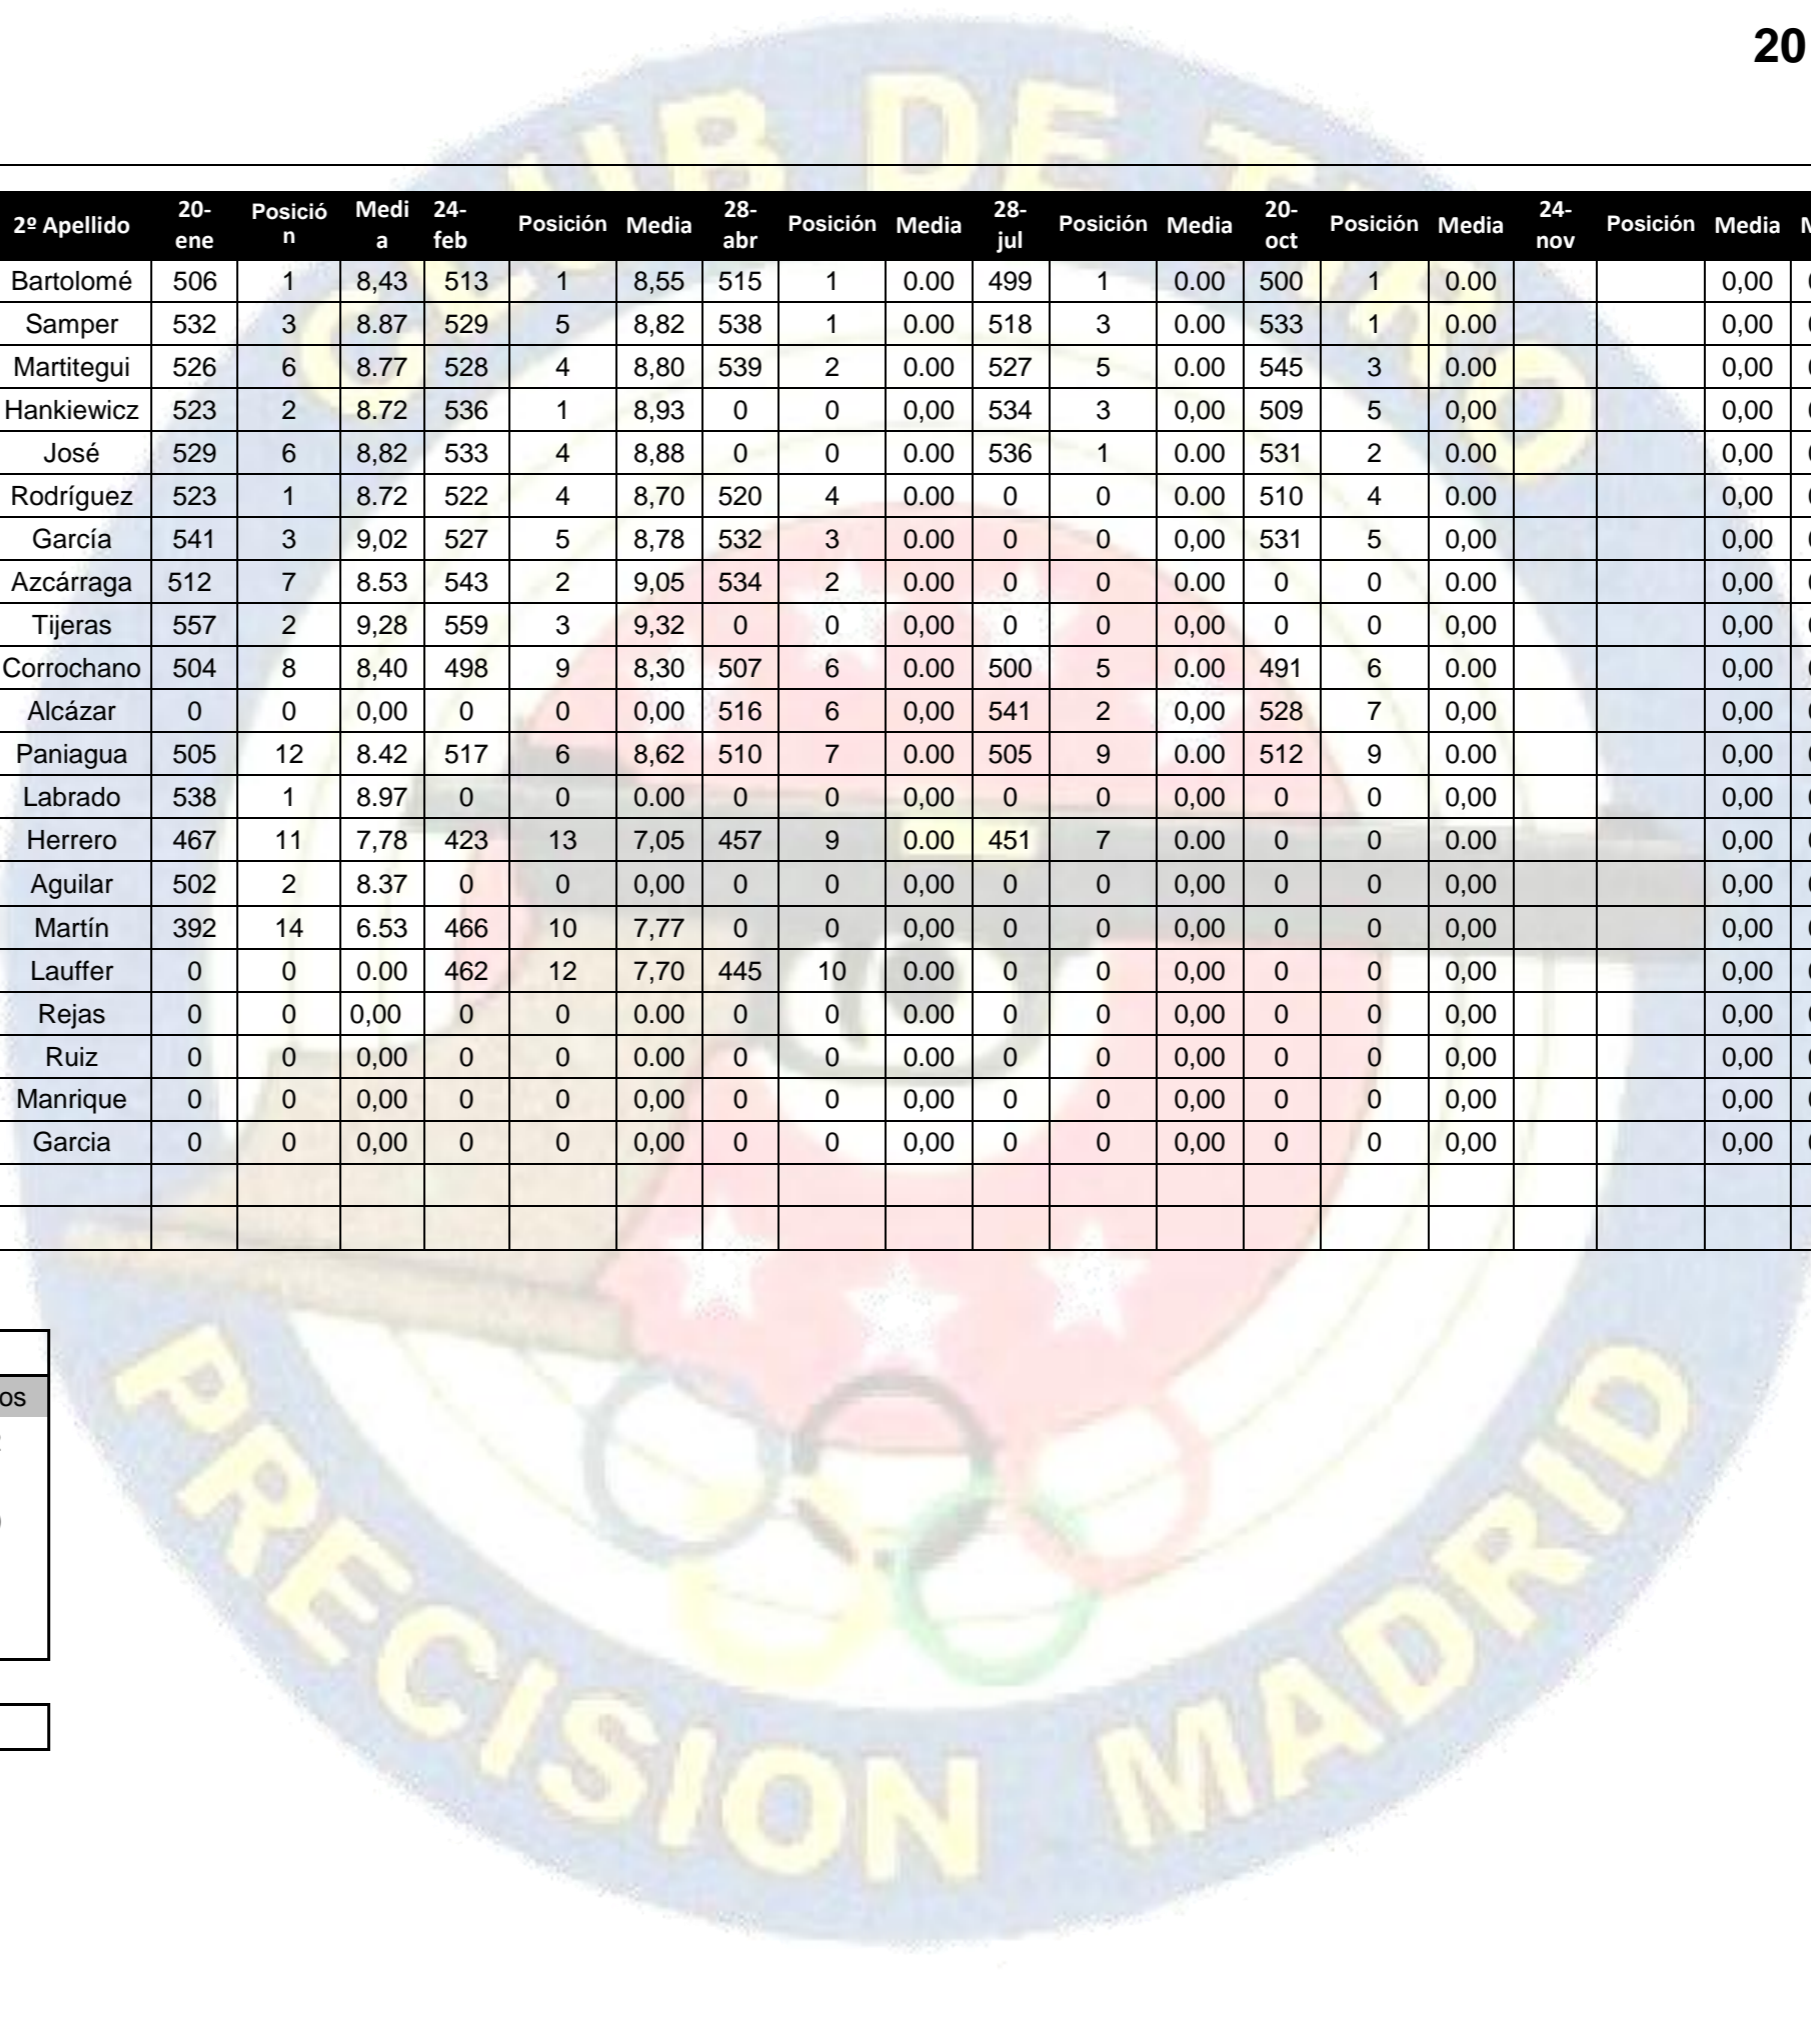 20
2º Apellido 20-ene Posición Media 24-feb Posición Media 28-abr Posición Media 28-jul Posición Media 20-oct Posición Media 24-nov Posición Media
Bartolomé 506 1 8,43 513 1 8,55 515 1 0.00 499 1 0.00 500 1 0.00 0,00
Samper 532 3 8.87 529 5 8,82 538 1 0.00 518 3 0.00 533 1 0.00 0,00
Martitegui 526 6 8.77 528 4 8,80 539 2 0.00 527 5 0.00 545 3 0.00 0,00
Hankiewicz 523 2 8.72 536 1 8,93 0 0 0,00 534 3 0,00 509 5 0,00 0,00
José 529 6 8,82 533 4 8,88 0 0 0.00 536 1 0.00 531 2 0.00 0,00
Rodríguez 523 1 8.72 522 4 8,70 520 4 0.00 0 0 0.00 510 4 0.00 0,00
García 541 3 9,02 527 5 8,78 532 3 0.00 0 0 0,00 531 5 0,00 0,00
Azcárraga 512 7 8.53 543 2 9,05 534 2 0.00 0 0 0.00 0 0 0.00 0,00
Tijeras 557 2 9,28 559 3 9,32 0 0 0,00 0 0 0,00 0 0 0,00 0,00
Corrochano 504 8 8,40 498 9 8,30 507 6 0.00 500 5 0.00 491 6 0.00 0,00
Alcázar 0 0 0,00 0 0 0,00 516 6 0,00 541 2 0,00 528 7 0,00 0,00
Paniagua 505 12 8.42 517 6 8,62 510 7 0.00 505 9 0.00 512 9 0.00 0,00
Labrado 538 1 8.97 0 0 0.00 0 0 0,00 0 0 0,00 0 0 0,00 0,00
Herrero 467 11 7,78 423 13 7,05 457 9 0.00 451 7 0.00 0 0 0.00 0,00
Aguilar 502 2 8.37 0 0 0,00 0 0 0,00 0 0 0,00 0 0 0,00 0,00
Martín 392 14 6.53 466 10 7,77 0 0 0,00 0 0 0,00 0 0 0,00 0,00
Lauffer 0 0 0.00 462 12 7,70 445 10 0.00 0 0 0,00 0 0 0,00 0,00
Rejas 0 0 0,00 0 0 0.00 0 0 0.00 0 0 0,00 0 0 0,00 0,00
Ruiz 0 0 0,00 0 0 0.00 0 0 0.00 0 0 0,00 0 0 0,00 0,00
Manrique 0 0 0,00 0 0 0,00 0 0 0,00 0 0 0,00 0 0 0,00 0,00
Garcia 0 0 0,00 0 0 0,00 0 0 0,00 0 0 0,00 0 0 0,00 0,00
os
CLUB DE TIRO
PRECISION MADRID